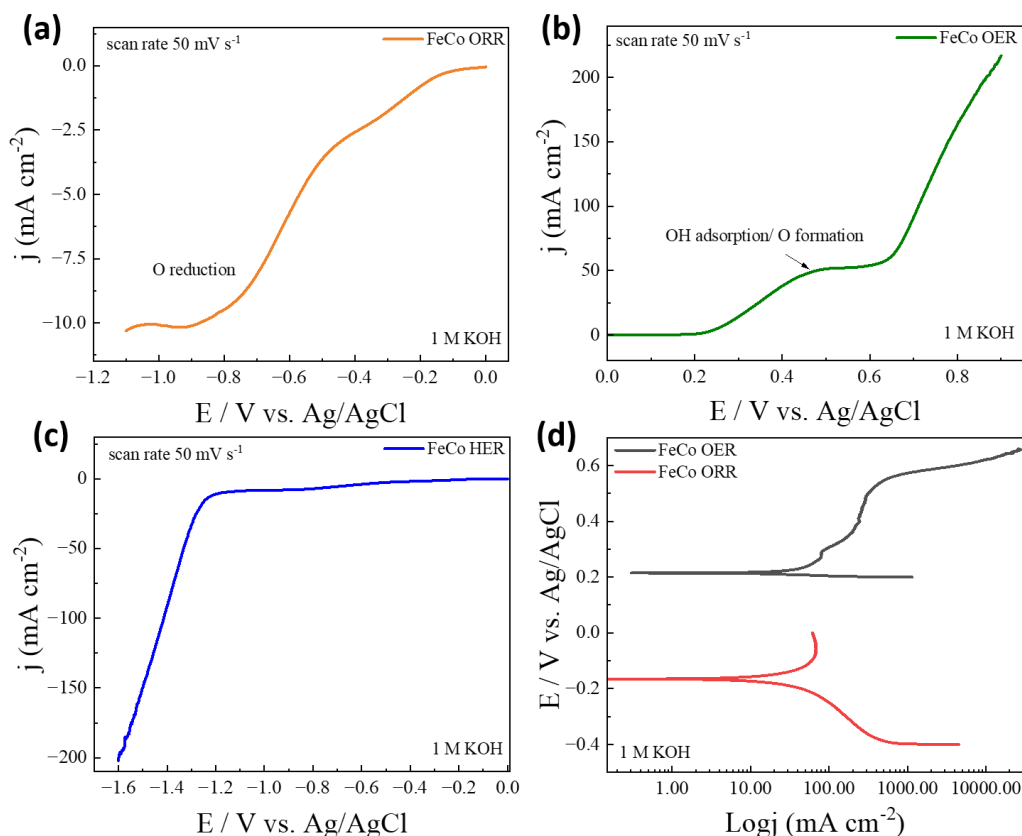 (a)
scan rate 50 mV s⁻¹
FeCo ORR
0.0
−2.5
−5.0
−7.5
−10.0
j (mA cm⁻²)
O reduction
1 M KOH
−1.2 −1.0 −0.8 −0.6 −0.4 −0.2 0.0
E / V vs. Ag/AgCl
(b)
scan rate 50 mV s⁻¹
FeCo OER
200
150
100
50
0
j (mA cm⁻²)
OH adsorption/ O formation
1 M KOH
0.0 0.2 0.4 0.6 0.8
E / V vs. Ag/AgCl
(c)
scan rate 50 mV s⁻¹
FeCo HER
0
−50
−100
−150
−200
j (mA cm⁻²)
1 M KOH
−1.6 −1.4 −1.2 −1.0 −0.8 −0.6 −0.4 −0.2 0.0
E / V vs. Ag/AgCl
(d)
FeCo OER
FeCo ORR
0.6
0.4
0.2
0.0
−0.2
−0.4
E / V vs. Ag/AgCl
1 M KOH
1.00 100.00 1000.00 10000.00
Logj (mA cm⁻²)